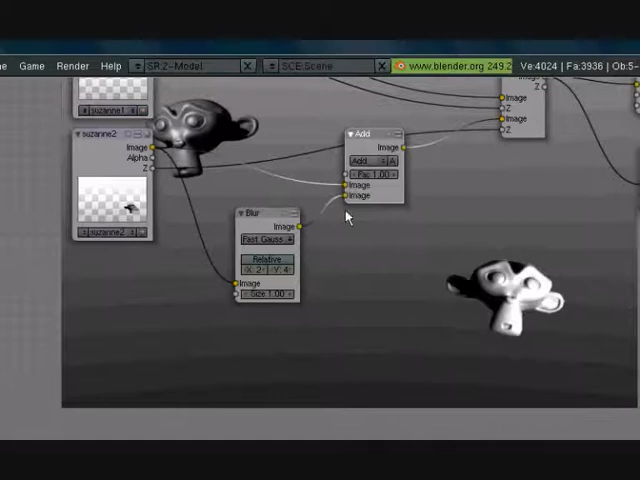 ne Game Render Help SR:2-Model SCE:Scene www.blender.org 249.2 Ve:4024 | Fa:3936 | Ob:5-
suzanne1
Image
Z
Image
Z
suzanne2
Image
Alpha
Z
suzanne2
Add
Image
Add A
Fac 1.00
Image
Image
Blur
Image
Fast Gauss
Relative
X: 2 Y: 4
Image
Size 1.00